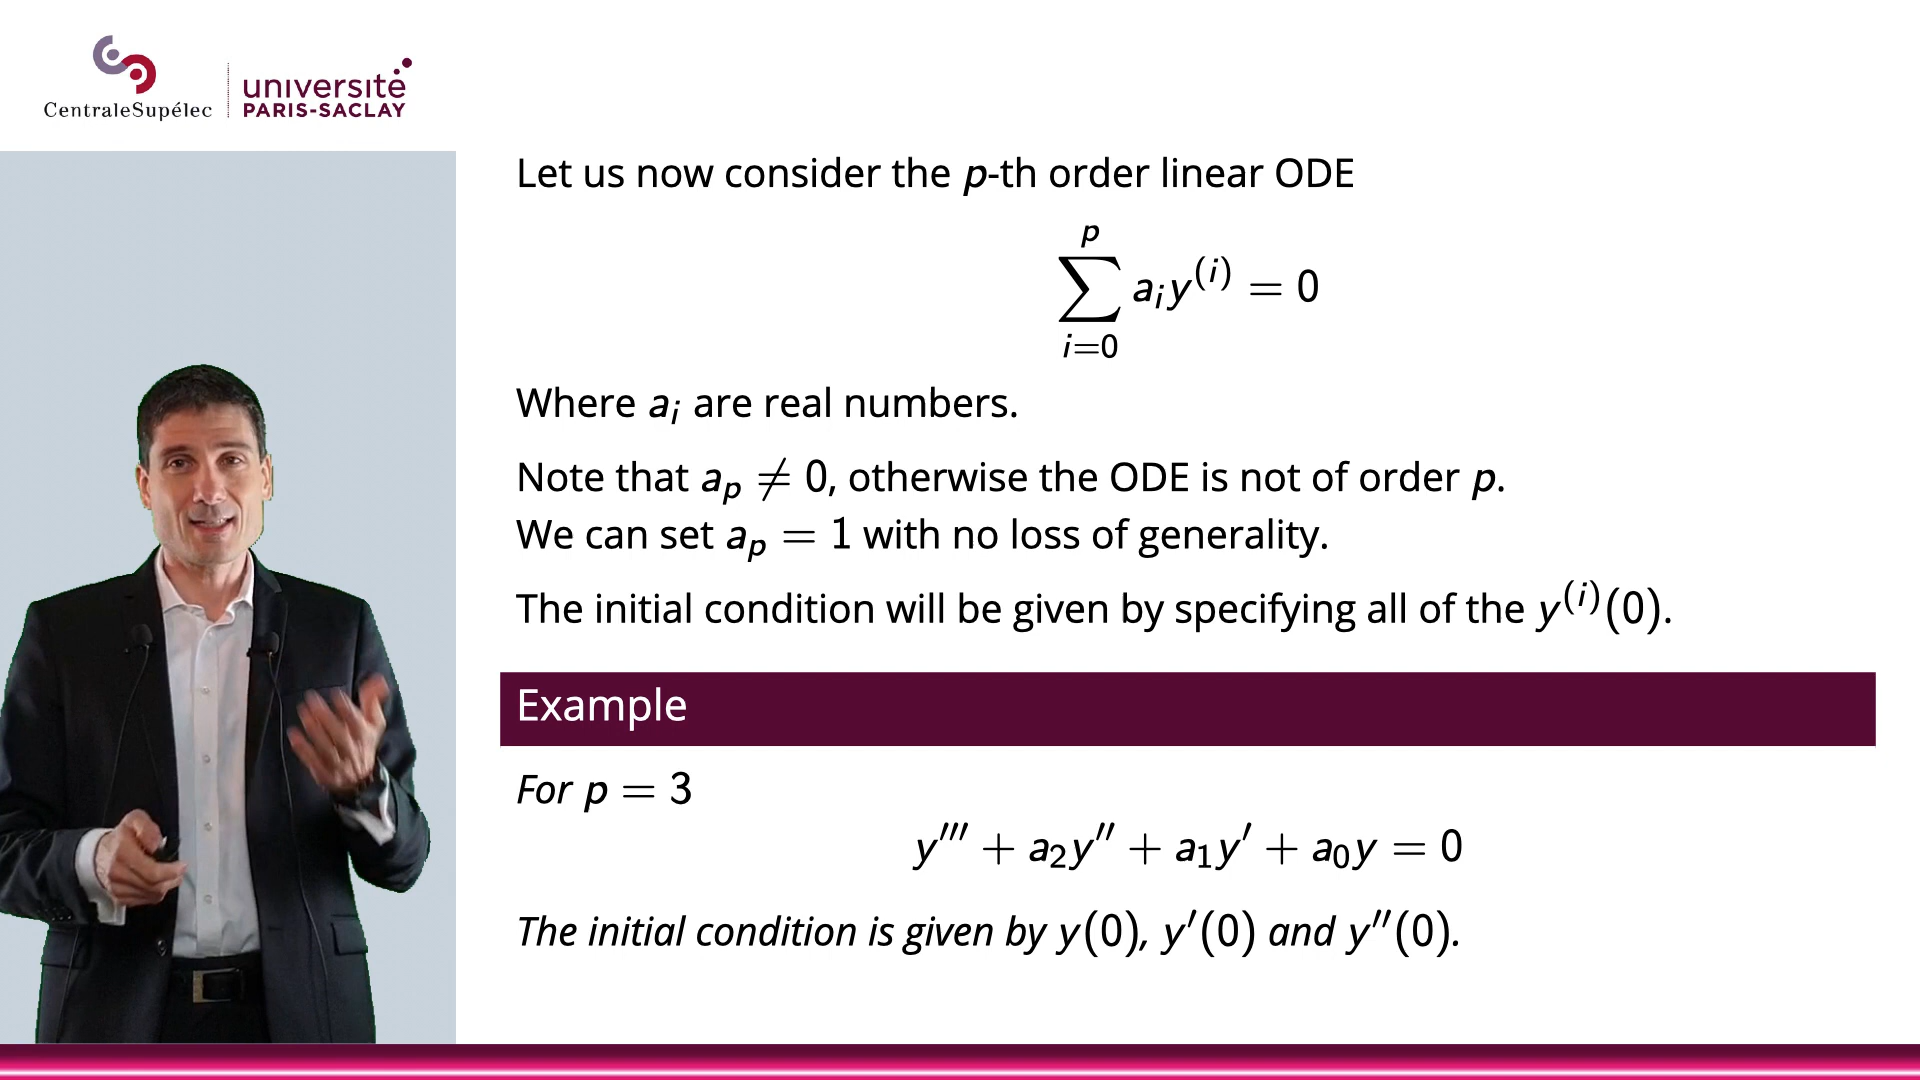 CentraleSupélec
université
PARIS-SACLAY
Let us now consider the p-th order linear ODE
∑_{i=0}^{p} a_i y^{(i)} = 0
Where a_i are real numbers.
Note that a_p ≠ 0, otherwise the ODE is not of order p.
We can set a_p = 1 with no loss of generality.
The initial condition will be given by specifying all of the y^{(i)}(0).
Example
For p = 3
y''' + a_2y'' + a_1y' + a_0y = 0
The initial condition is given by y(0), y'(0) and y''(0).